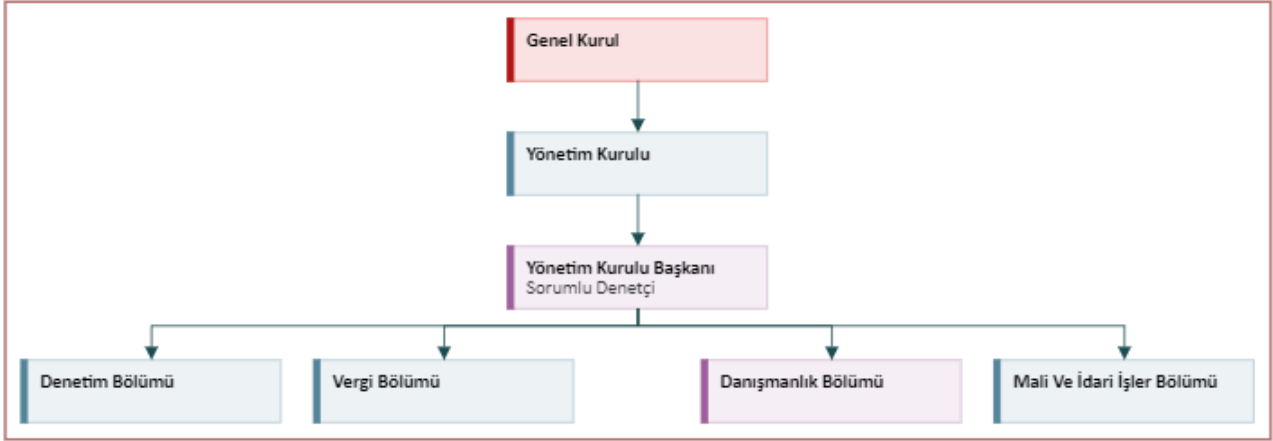 Genel Kurul
Yönetim Kurulu
Yönetim Kurulu Başkanı
Sorumlu Denetçi
Denetim Bölümü
Vergi Bölümü
Danışmanlık Bölümü
Mali Ve İdari İşler Bölümü